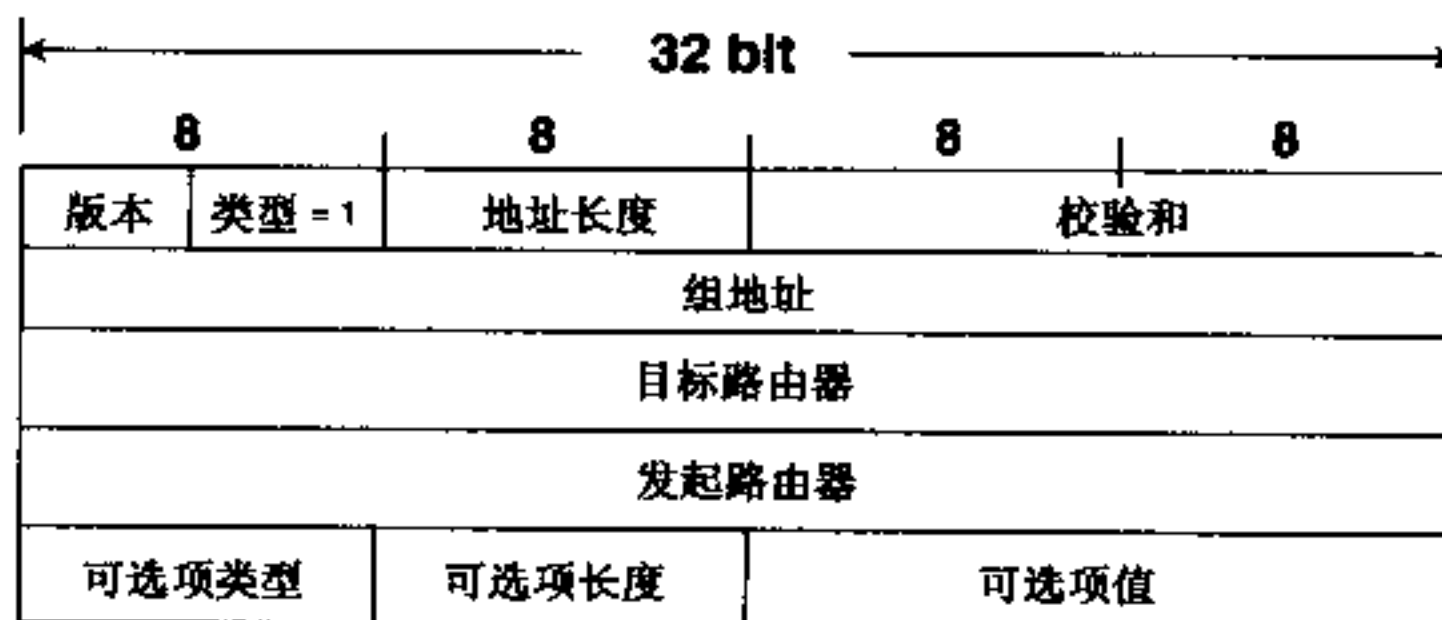 32 bit
8 8 8 8
版本 类型 = 1 地址长度 校验和
组地址
目标路由器
发起路由器
可选项类型 可选项长度 可选项值